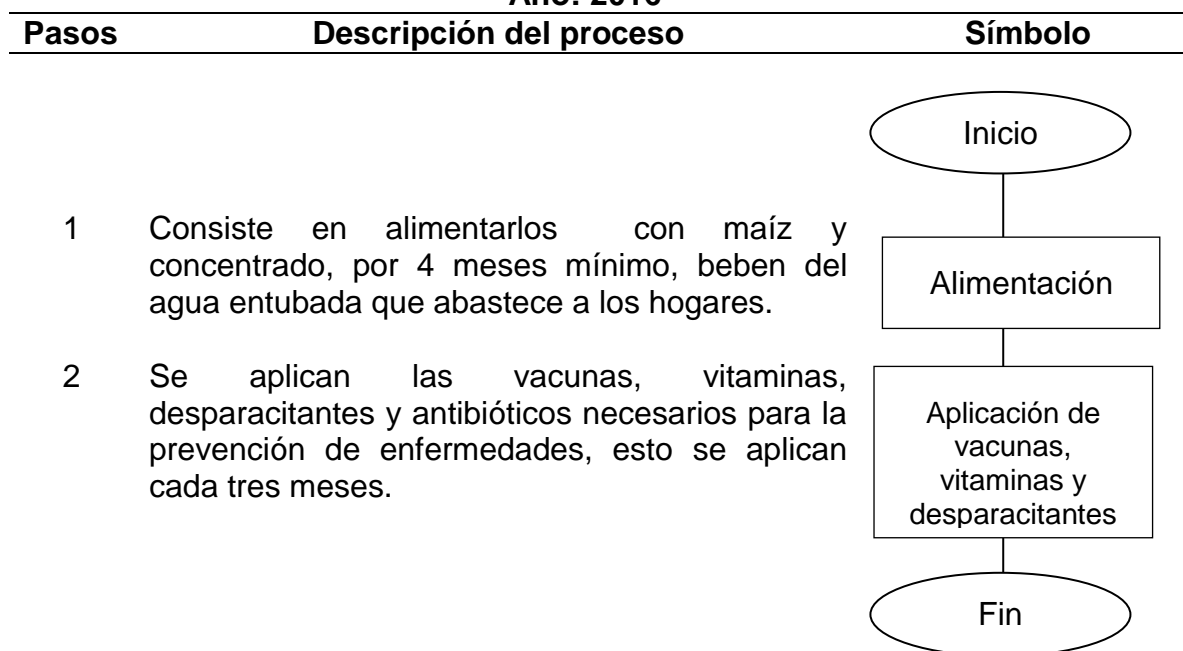 Pasos Descripción del proceso Símbolo
Inicio
1 Consiste en alimentarlos con maíz y
concentrado, por 4 meses mínimo, beben del
agua entubada que abastece a los hogares.
Alimentación
2 Se aplican las vacunas, vitaminas,
desparacitantes y antibióticos necesarios para la
prevención de enfermedades, esto se aplican
cada tres meses.
Aplicación de
vacunas,
vitaminas y
desparacitantes
Fin